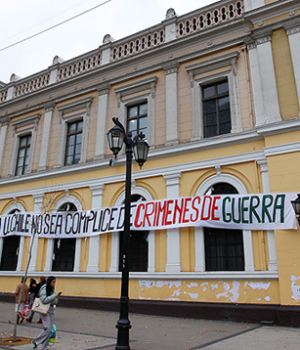 U. CHILE NO SEA COMPLICE DE CRIMENES DE GUERRA